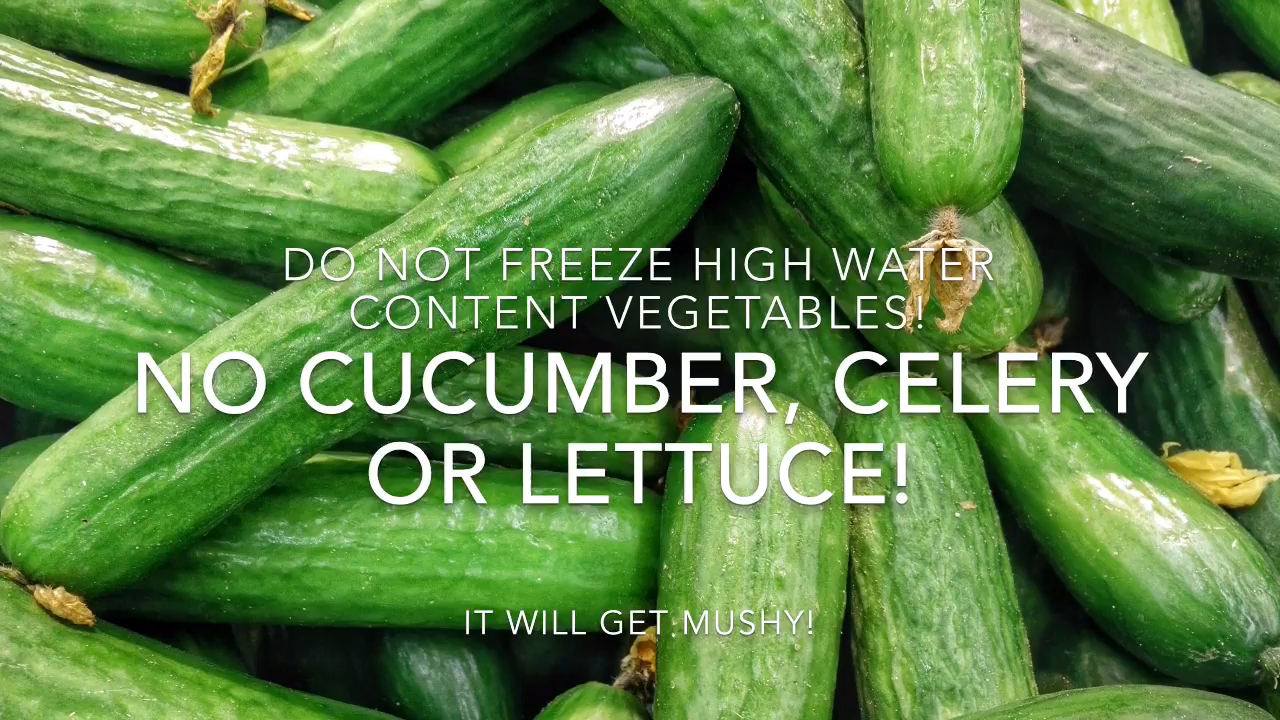 DO NOT FREEZE HIGH WATER
CONTENT VEGETABLES!
NO CUCUMBER, CELERY
OR LETTUCE!
IT WILL GET MUSHY!